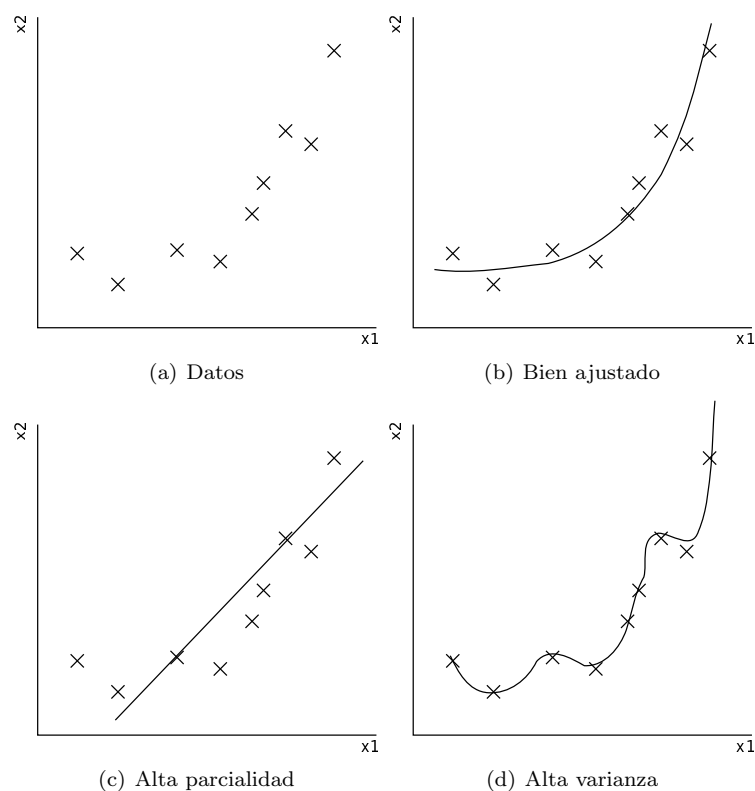 x2
x1
(a) Datos
x2
x1
(b) Bien ajustado
x2
x1
(c) Alta parcialidad
x2
x1
(d) Alta varianza